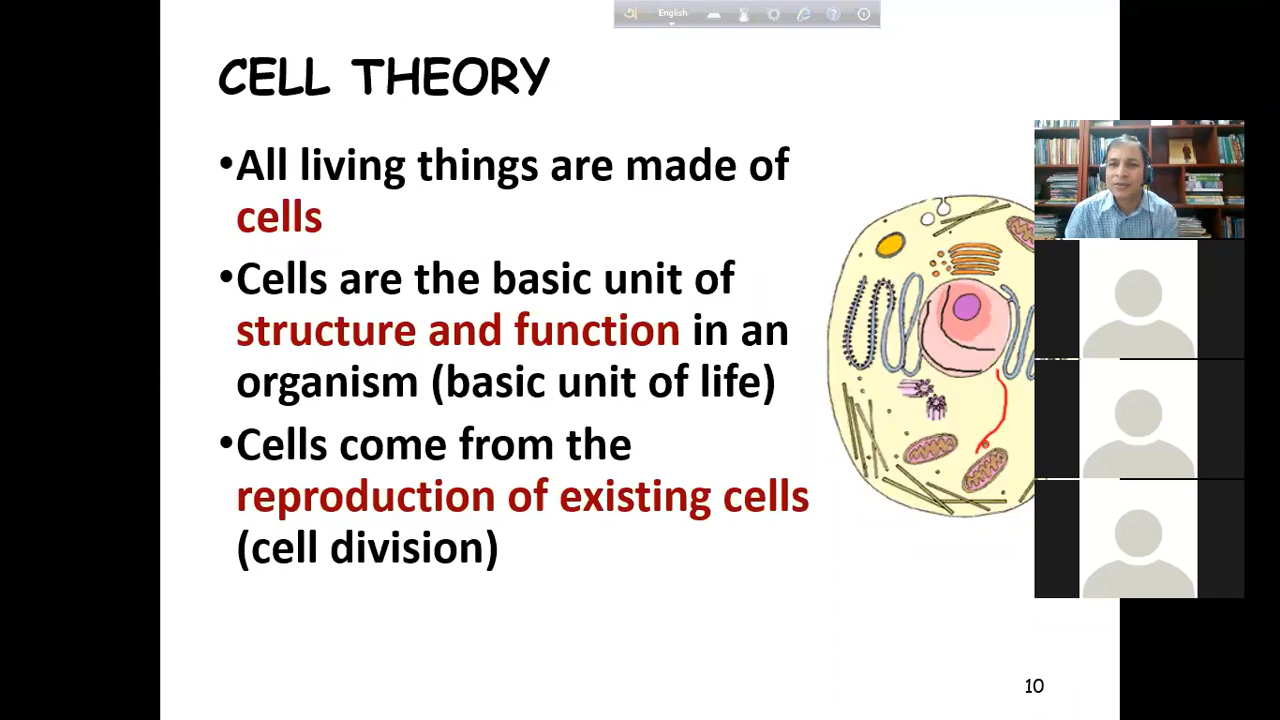 English
CELL THEORY
•All living things are made of
cells
•Cells are the basic unit of
structure and function in an
organism (basic unit of life)
•Cells come from the
reproduction of existing cells
(cell division)
10